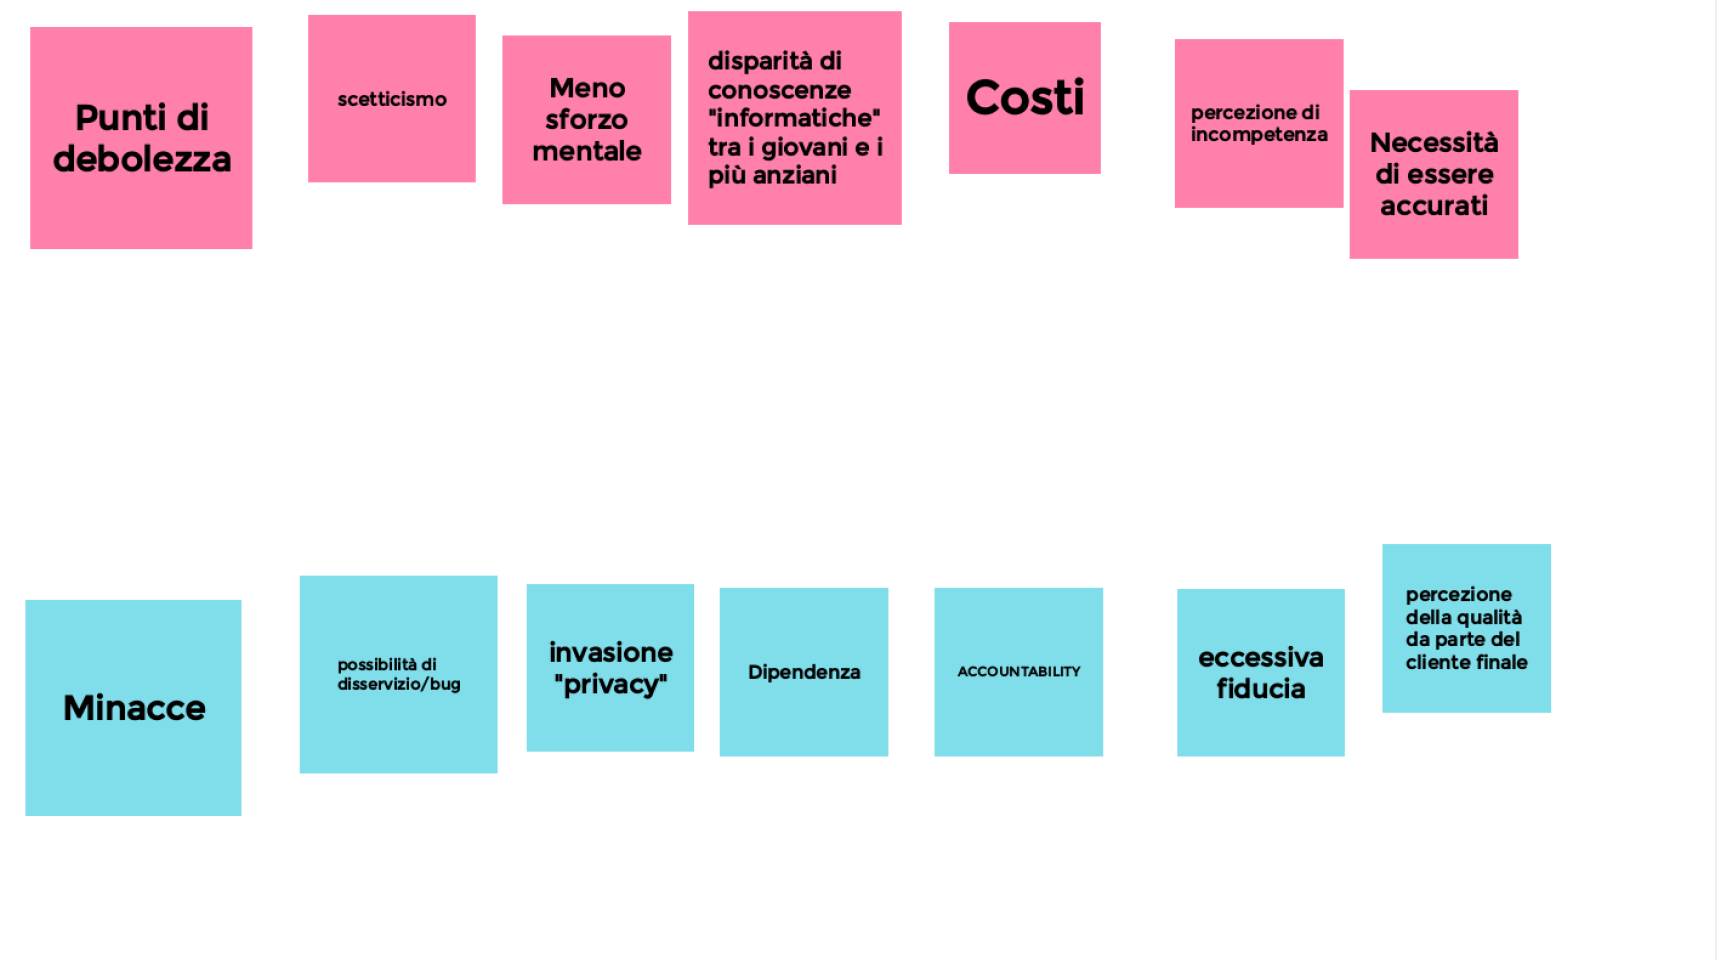 Punti di
debolezza
scetticismo
Meno
sforzo
mentale
disparità di
conoscenze
"informatiche"
tra i giovani e i
più anziani
Costi
percezione di
incompetenza
Necessità
di essere
accurati
Minacce
possibilità di
disservizio/bug
invasione
"privacy"
Dipendenza
ACCOUNTABILITY
eccessiva
fiducia
percezione
della qualità
da parte del
cliente finale